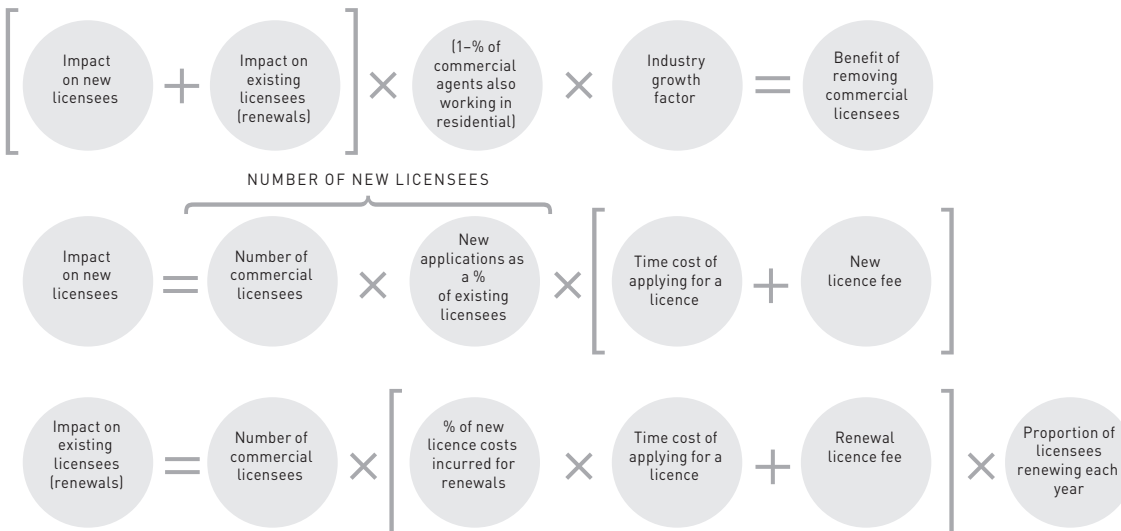 Impact
on new
licensees
+
Impact on
existing
licensees
(renewals)
×
(1–% of
commercial
agents also
working in
residential)
×
Industry
growth
factor
=
Benefit of
removing
commercial
licensees
NUMBER OF NEW LICENSEES
Impact
on new
licensees
=
Number of
commercial
licensees
×
New
applications as
a %
of existing
licensees
×
Time cost of
applying for a
licence
+
New
licence fee
Impact on
existing
licensees
(renewals)
=
Number of
commercial
licensees
×
% of new
licence costs
incurred for
renewals
×
Time cost of
applying for a
licence
+
Renewal
licence fee
×
Proportion of
licensees
renewing each
year